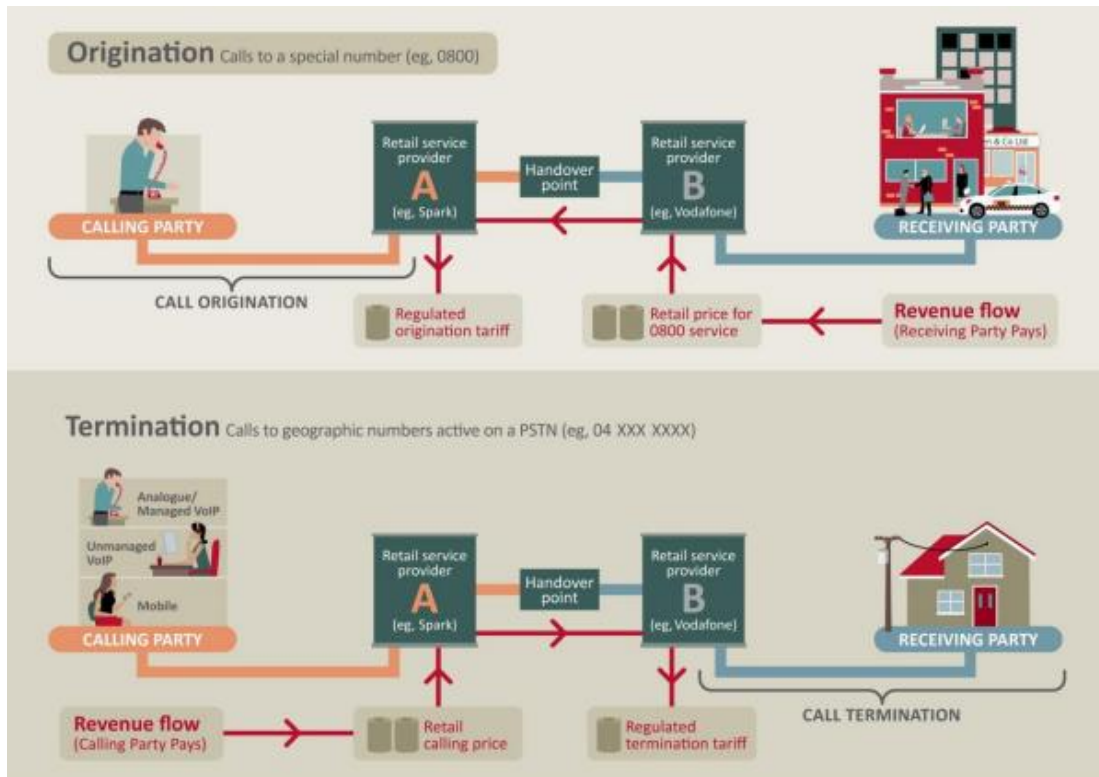 Origination Calls to a special number (eg, 0800)
Retail service
provider
A
(eg, Spark)
Handover
point
Retail service
provider
B
(eg, Vodafone)
n & Co Ltd
CALLING PARTY
RECEIVING PARTY
CALL ORIGINATION
Regulated
origination tariff
Retail price for
0800 service
Revenue flow
(Receiving Party Pays)
Termination Calls to geographic numbers active on a PSTN (eg, 04 XXX XXXX)
Analogue/
Managed VoIP
Unmanaged
VoIP
Mobile
CALLING PARTY
Retail service
provider
A
(eg, Spark)
Handover
point
Retail service
provider
B
(eg, Vodafone)
RECEIVING PARTY
CALL TERMINATION
Revenue flow
(Calling Party Pays)
Retail
calling price
Regulated
termination tariff